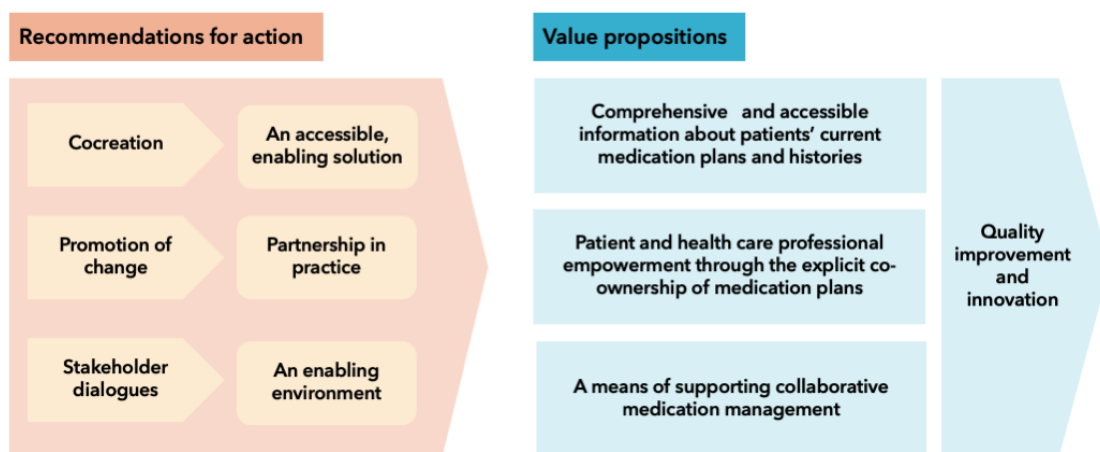 Recommendations for action
Value propositions
Cocreation
An accessible,
enabling solution
Promotion of
change
Partnership in
practice
Stakeholder
dialogues
An enabling
environment
Comprehensive and accessible
information about patients' current
medication plans and histories
Patient and health care professional
empowerment through the explicit co-
ownership of medication plans
A means of supporting collaborative
medication management
Quality
improvement
and
innovation